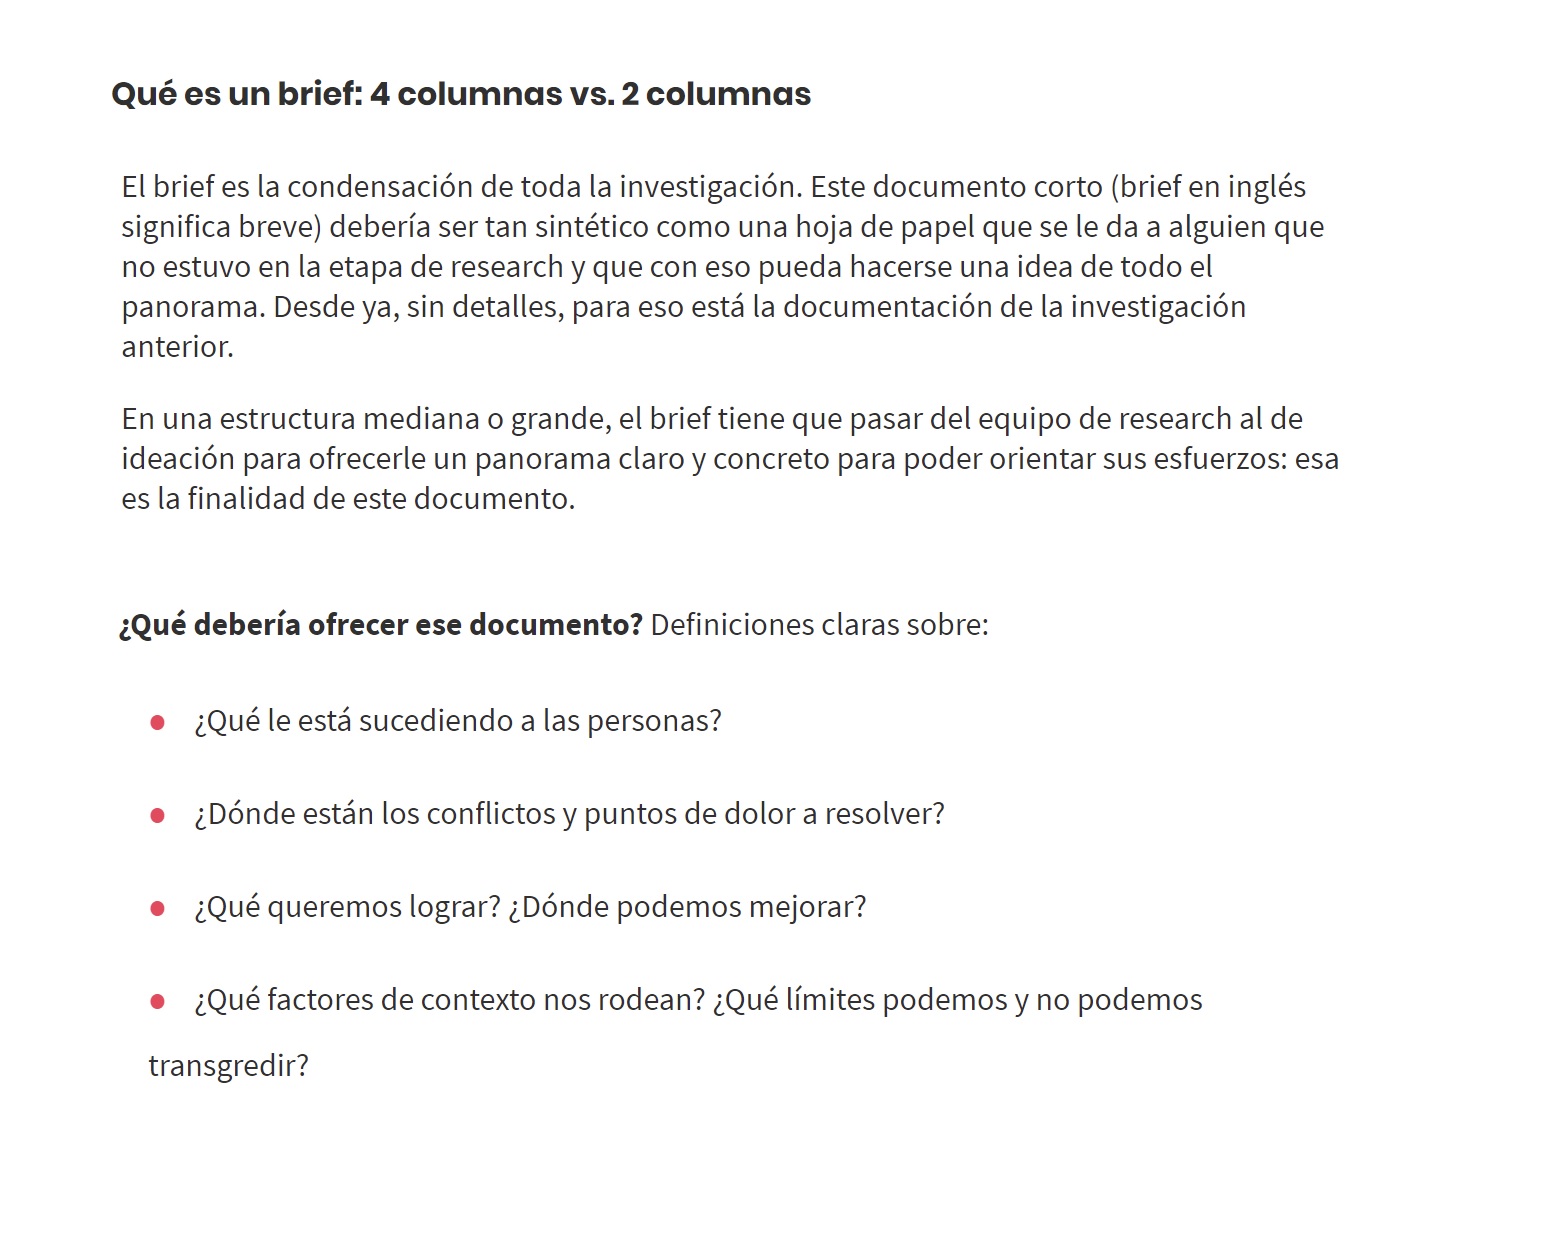 Qué es un brief: 4 columnas vs. 2 columnas
El brief es la condensación de toda la investigación. Este documento corto (brief en inglés
significa breve) debería ser tan sintético como una hoja de papel que se le da a alguien que
no estuvo en la etapa de research y que con eso pueda hacerse una idea de todo el
panorama. Desde ya, sin detalles, para eso está la documentación de la investigación
anterior.
En una estructura mediana o grande, el brief tiene que pasar del equipo de research al de
ideación para ofrecerle un panorama claro y concreto para poder orientar sus esfuerzos: esa
es la finalidad de este documento.
¿Qué debería ofrecer ese documento? Definiciones claras sobre:
● ¿Qué le está sucediendo a las personas?
● ¿Dónde están los conflictos y puntos de dolor a resolver?
● ¿Qué queremos lograr? ¿Dónde podemos mejorar?
● ¿Qué factores de contexto nos rodean? ¿Qué límites podemos y no podemos
transgredir?